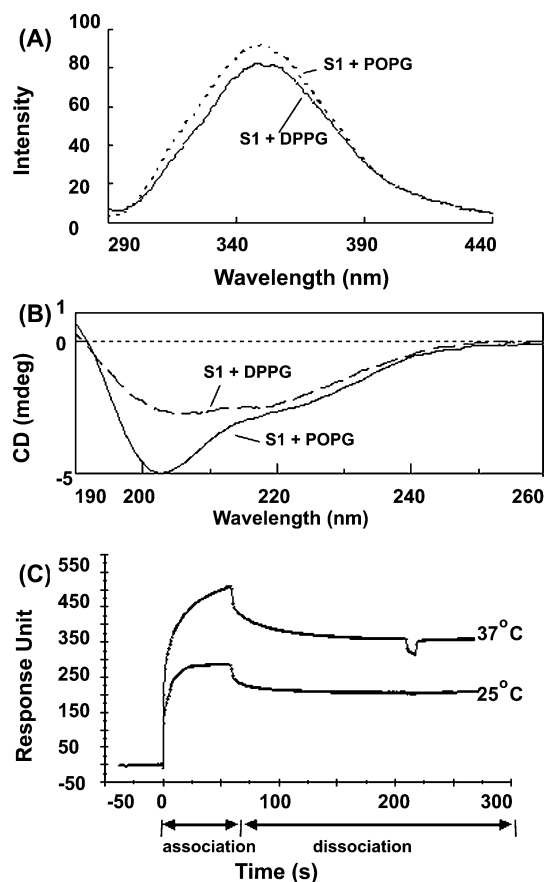 (A)
100
80
60
40
20
0
Intensity
S1 + POPG
S1 + DPPG
290 340 390 440
Wavelength (nm)
(B)
1
0
-5
CD (mdeg)
S1 + DPPG
S1 + POPG
190 200 220 240 260
Wavelength (nm)
(C)
550
450
350
250
150
50
-50
Response Unit
37°C
25°C
-50 0 100 200 300
association dissociation
Time (s)